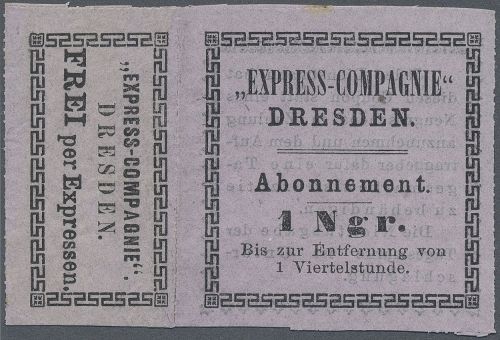 „EXPRESS-COMPAGNIE“.
DRESDEN.
FREI per Expressen.
„EXPRESS-COMPAGNIE“
DRESDEN.
Abonnement.
1 Ngr.
Bis zur Entfernung von
1 Viertelstunde.